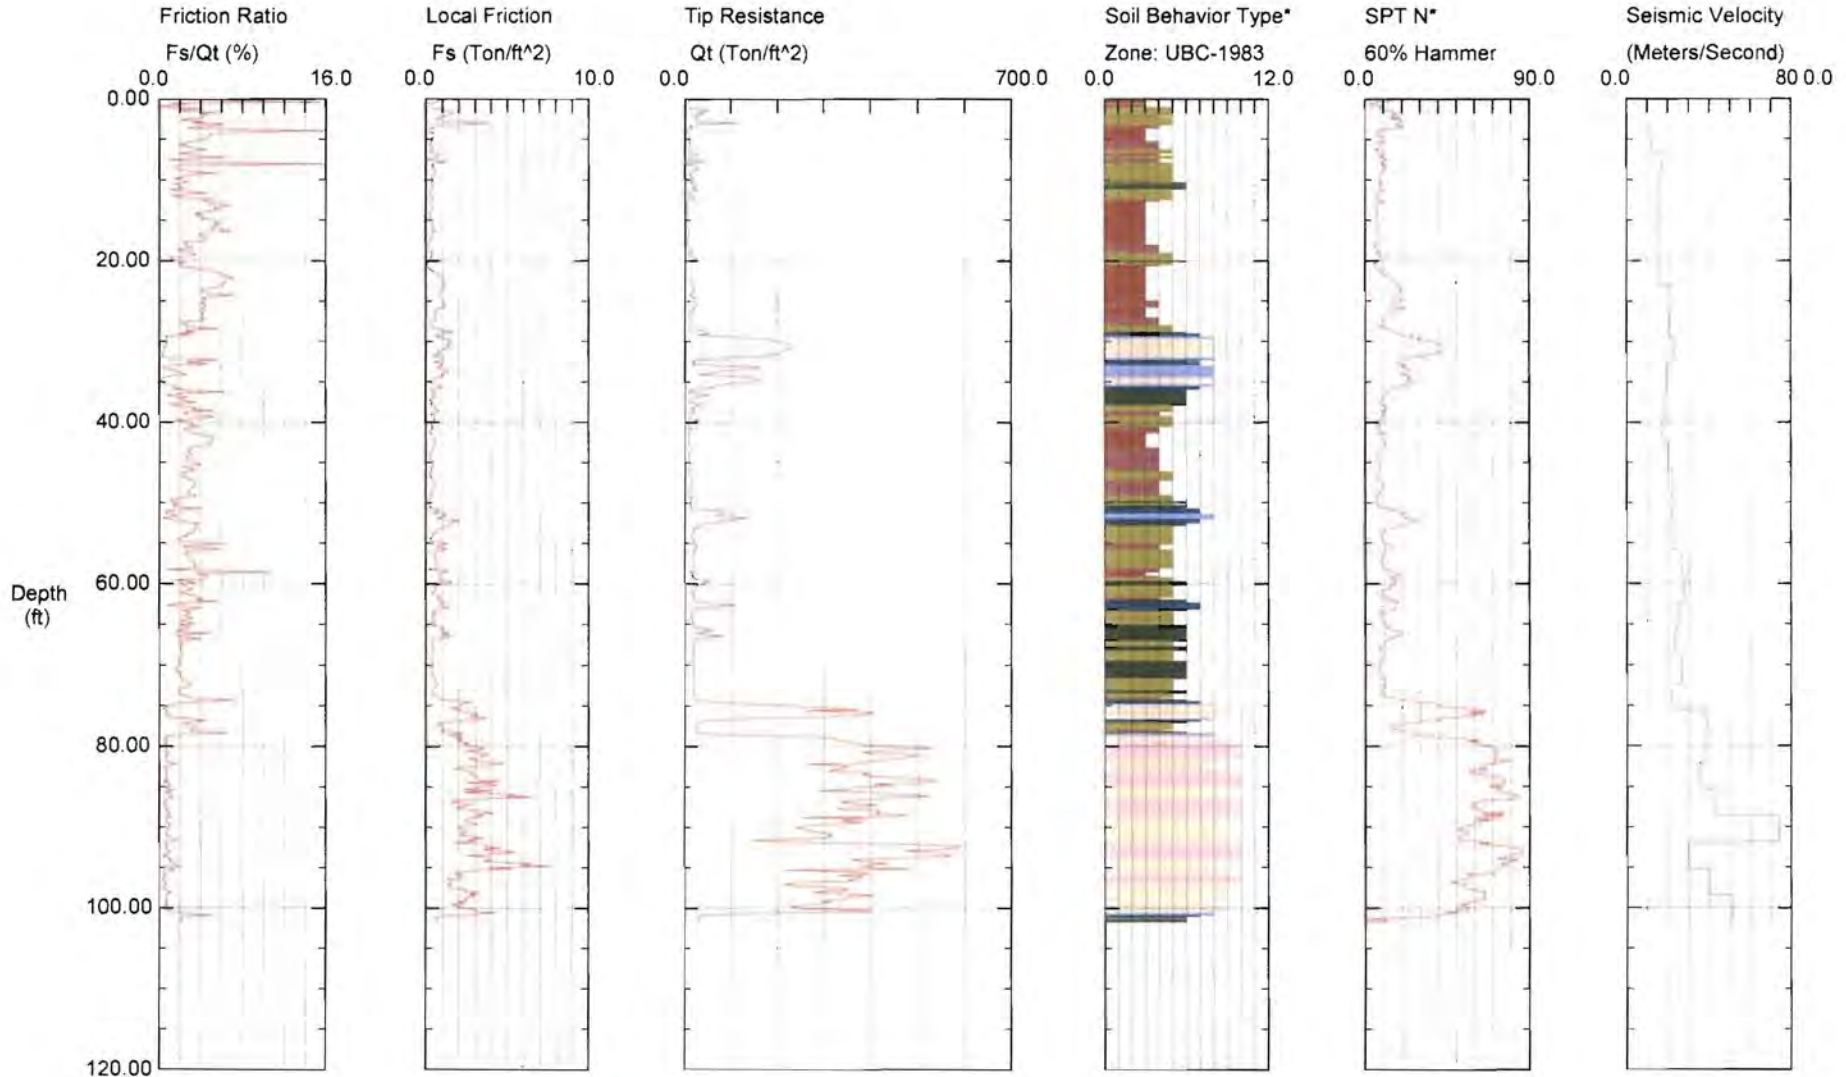 Friction Ratio
Fs/Qt (%)
0.0 16.0
Local Friction
Fs (Ton/ft^2)
0.0 10.0
Tip Resistance
Qt (Ton/ft^2)
0.0 700.0
Soil Behavior Type*
Zone: UBC-1983
0.0 12.0
SPT N*
60% Hammer
0.0 90.0
Seismic Velocity
(Meters/Second)
0.0 800.0
0.00
20.00
40.00
60.00
80.00
100.00
120.00
Depth
(ft)